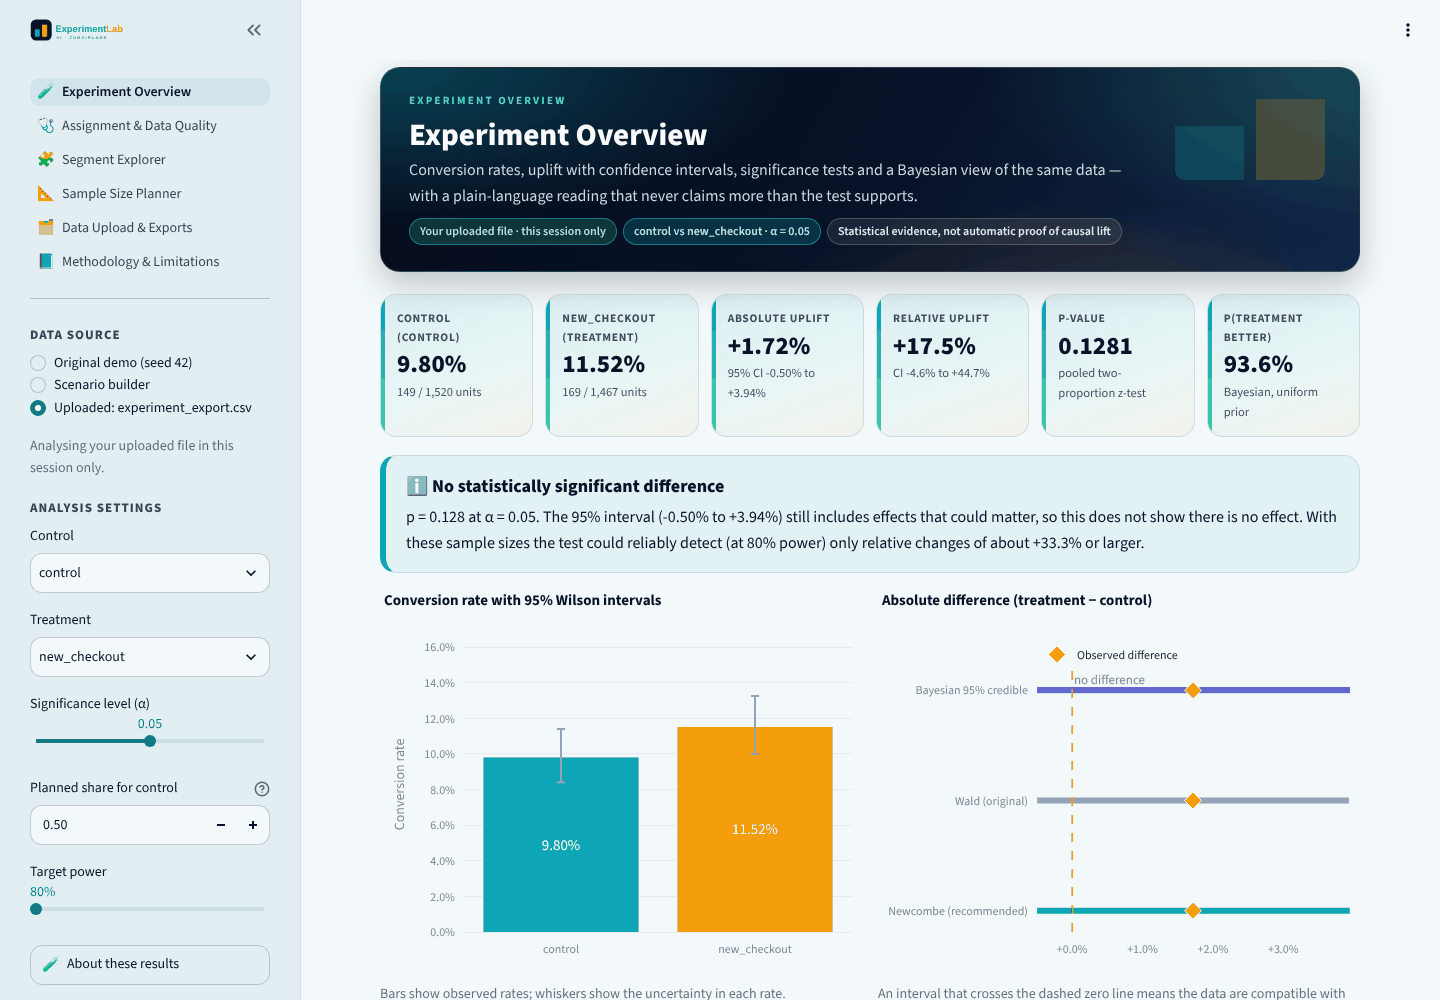 ExperimentLab
Experiment Overview
Assignment & Data Quality
Segment Explorer
Sample Size Planner
Data Upload & Exports
Methodology & Limitations
DATA SOURCE
Original demo (seed 42)
Scenario builder
Uploaded: experiment_export.csv
Analysing your uploaded file in this
session only.
ANALYSIS SETTINGS
Control
control
Treatment
new_checkout
Significance level (α)
0.05
Planned share for control
0.50
Target power
80%
About these results
EXPERIMENT OVERVIEW
Experiment Overview
Conversion rates, uplift with confidence intervals, significance tests and a Bayesian view of the same data —
with a plain-language reading that never claims more than the test supports.
Your uploaded file · this session only
control vs new_checkout · α = 0.05
Statistical evidence, not automatic proof of causal lift
CONTROL
(CONTROL)
9.80%
149 / 1,520 units
NEW_CHECKOUT
(TREATMENT)
11.52%
169 / 1,467 units
ABSOLUTE UPLIFT
+1.72%
95% CI -0.50% to
+3.94%
RELATIVE UPLIFT
+17.5%
CI -4.6% to +44.7%
P-VALUE
0.1281
pooled two-
proportion z-test
P(TREATMENT
BETTER)
93.6%
Bayesian, uniform
prior
No statistically significant difference
p = 0.128 at α = 0.05. The 95% interval (-0.50% to +3.94%) still includes effects that could matter, so this does not show there is no effect. With
these sample sizes the test could reliably detect (at 80% power) only relative changes of about +33.3% or larger.
Conversion rate with 95% Wilson intervals
16.0%
14.0%
12.0%
10.0%
8.0%
6.0%
4.0%
2.0%
0.0%
Conversion rate
9.80%
11.52%
control
new_checkout
Bars show observed rates; whiskers show the uncertainty in each rate.
Absolute difference (treatment − control)
Observed difference
no difference
Bayesian 95% credible
Wald (original)
Newcombe (recommended)
+0.0%
+1.0%
+2.0%
+3.0%
An interval that crosses the dashed zero line means the data are compatible with